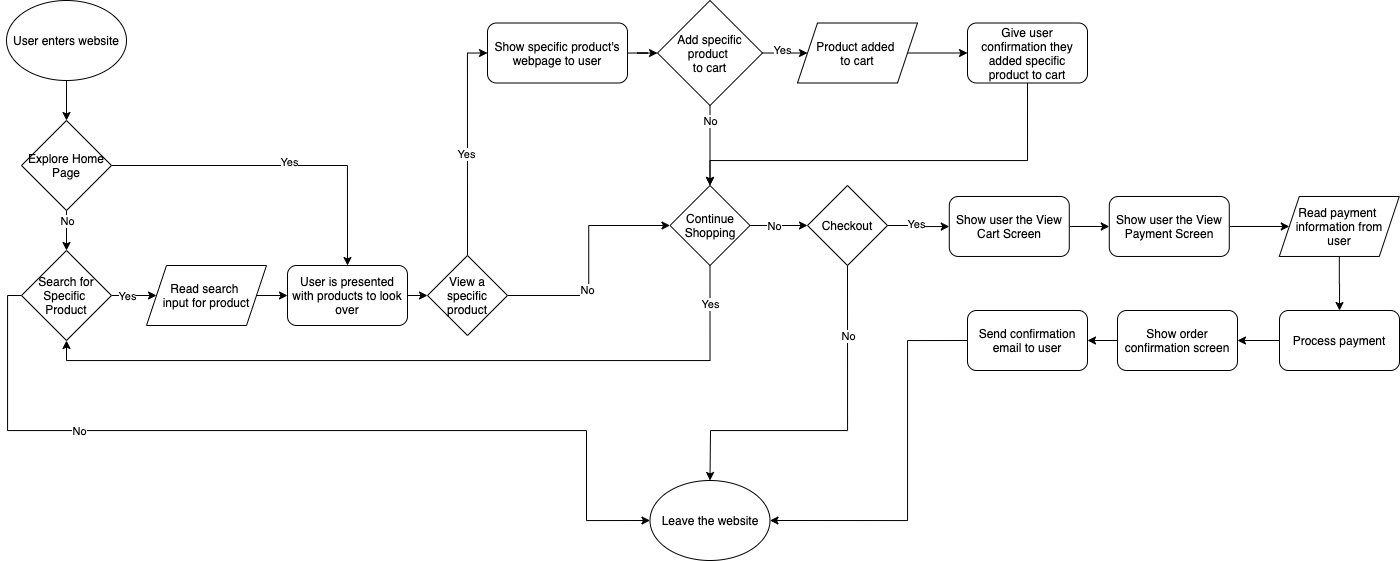 User enters website
Explore Home
Page
Yes
No
Search for
Specific
Product
Yes
No
Read search
input for product
User is presented
with products to look
over
View a
specific
product
Yes
No
Show specific product's
webpage to user
Add specific
product
to cart
Yes
No
Product added
to cart
Give user
confirmation they
added specific
product to cart
Continue
Shopping
Yes
No
Checkout
Yes
No
Show user the View
Cart Screen
Show user the View
Payment Screen
Read payment
information from
user
Process payment
Show order
confirmation screen
Send confirmation
email to user
Leave the website